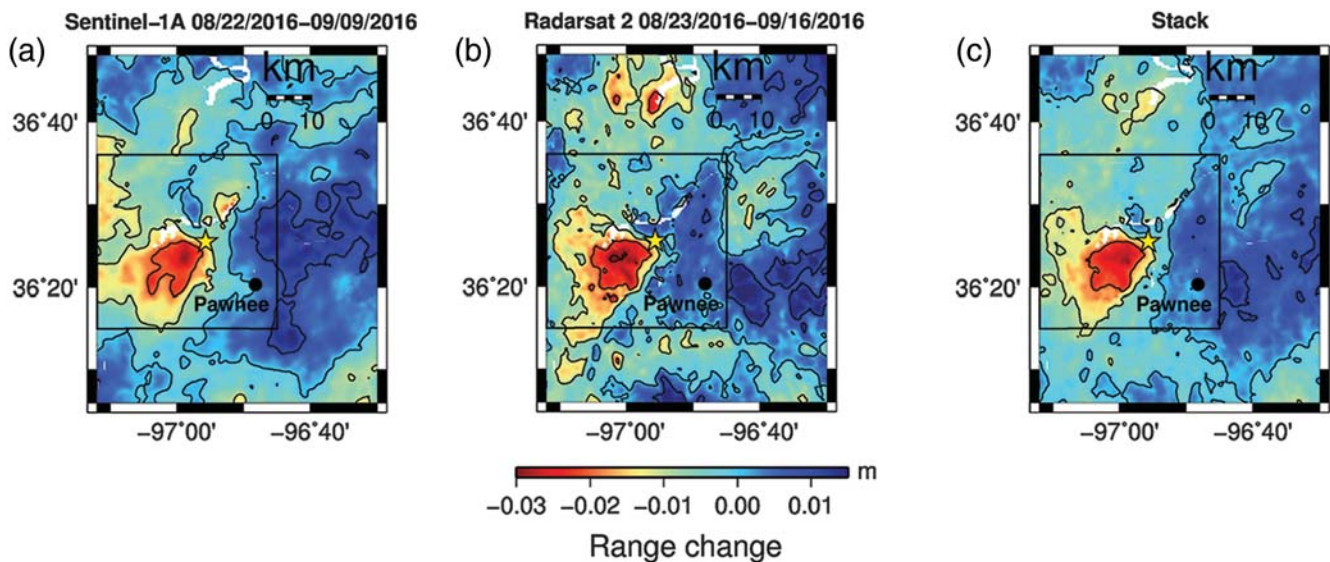 Sentinel−1A 08/22/2016−09/09/2016
Radarsat 2 08/23/2016−09/16/2016
Stack
(a)
(b)
(c)
km
0 10
36˚40'
36˚20'
Pawnee
−97˚00' −96˚40'
km
0 10
36˚40'
36˚20'
Pawnee
−97˚00' −96˚40'
km
0 10
36˚40'
36˚20'
Pawnee
−97˚00' −96˚40'
m
−0.03 −0.02 −0.01 0.00 0.01
Range change